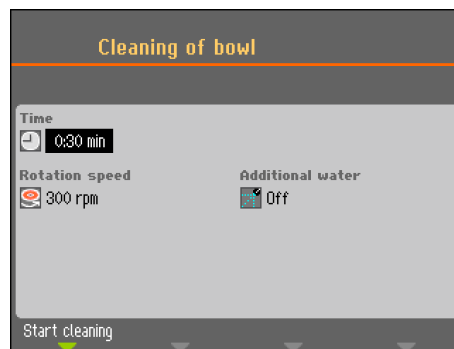 Cleaning of bowl
Time
0:30 min
Rotation speed
Additional water
300 rpm
Off
Start cleaning